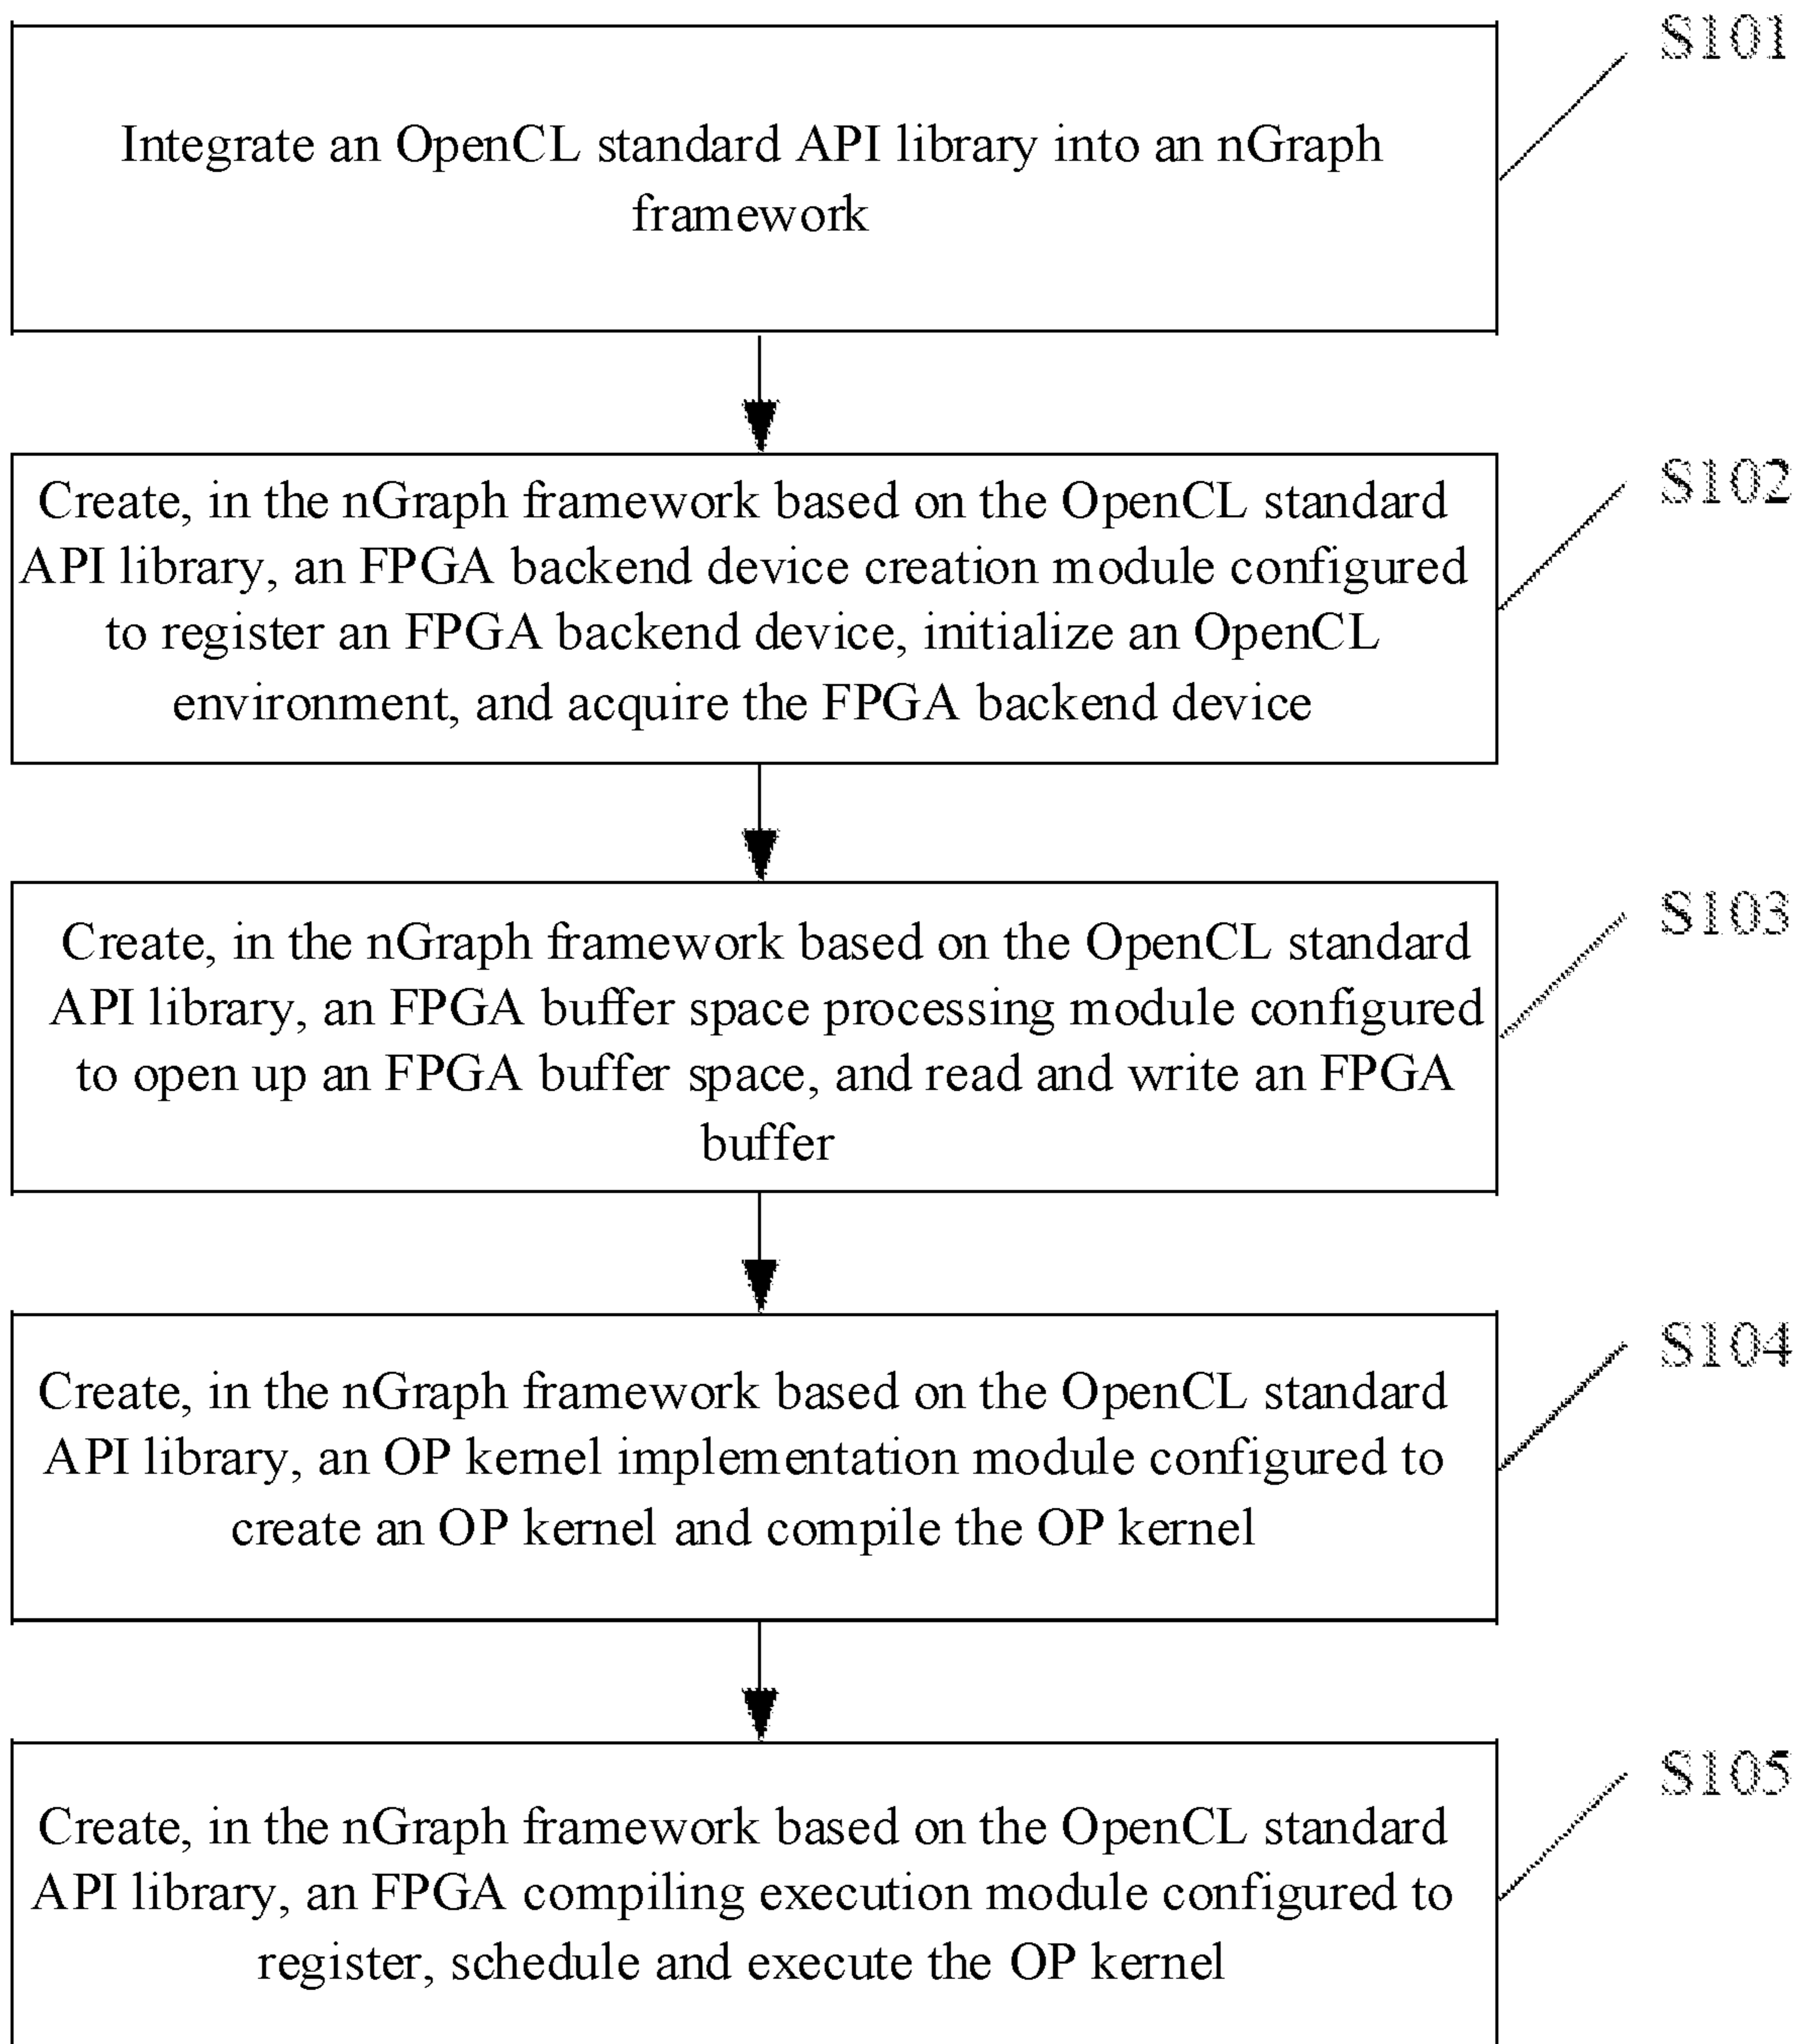 S101
Integrate an OpenCL standard API library into an nGraph
framework
S102
Create, in the nGraph framework based on the OpenCL standard
API library, an FPGA backend device creation module configured
to register an FPGA backend device, initialize an OpenCL
environment, and acquire the FPGA backend device
S103
Create, in the nGraph framework based on the OpenCL standard
API library, an FPGA buffer space processing module configured
to open up an FPGA buffer space, and read and write an FPGA
buffer
S104
Create, in the nGraph framework based on the OpenCL standard
API library, an OP kernel implementation module configured to
create an OP kernel and compile the OP kernel
S105
Create, in the nGraph framework based on the OpenCL standard
API library, an FPGA compiling execution module configured to
register, schedule and execute the OP kernel